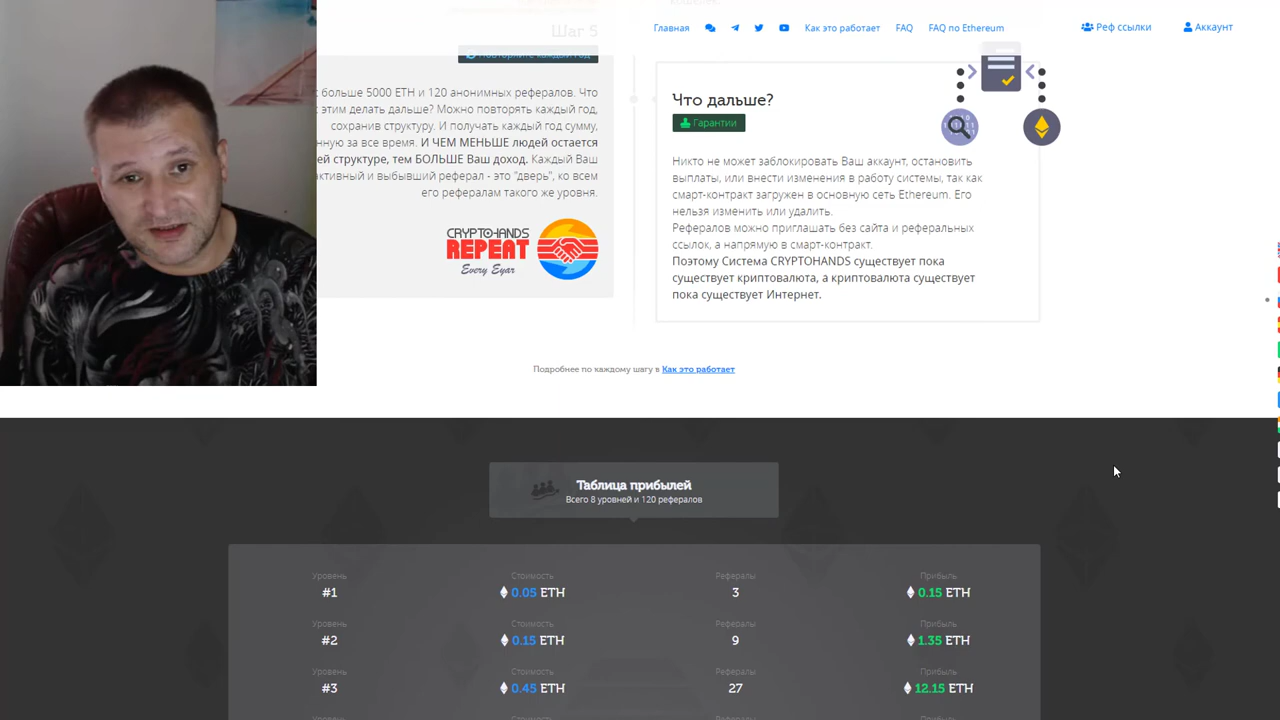 Главная
Как это работает
FAQ
FAQ по Ethereum
Реф ссылки
Аккаунт
Шаг 5
Повторите каждый год
больше 5000 ETH и 120 анонимных рефералов. Что
этим делать дальше? Можно повторять каждый год,
сохранив структуру. И получать каждый год сумму,
за все время. И ЧЕМ МЕНЬШЕ людей остается
структуре, тем БОЛЬШЕ Ваш доход. Каждый Ваш
и выбывший реферал - это "дверь", ко всем
его рефералам такого же уровня.
CRYPTOHANDS
REPEAT
Every Eyar
Что дальше?
Гарантии
Никто не может заблокировать Ваш аккаунт, остановить
выплаты, или внести изменения в работу системы, так как
смарт-контракт загружен в основную сеть Ethereum. Его
нельзя изменить или удалить.
Рефералов можно приглашать без сайта и реферальных
ссылок, а напрямую в смарт-контракт.
Поэтому Система CRYPTOHANDS существует пока
существует криптовалюта, а криптовалюта существует
пока существует Интернет.
Подробнее по каждому шагу в Как это работает
Таблица прибылей
Всего 8 уровней и 120 рефералов
Уровень Стоимость Рефералы Прибыль
#1 0.05 ETH 3 0.15 ETH
Уровень Стоимость Рефералы Прибыль
#2 0.15 ETH 9 1.35 ETH
Уровень Стоимость Рефералы Прибыль
#3 0.45 ETH 27 12.15 ETH